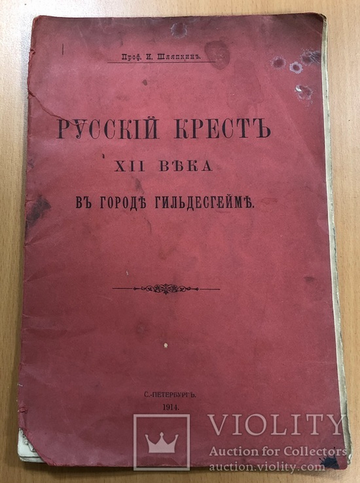 Проф. И. Шляпкинъ.
РУССКІЙ КРЕСТЪ
XII ВѢКА
ВЪ ГОРОДѢ ГИЛЬДЕСГЕЙМѢ.
С.-ПЕТЕРБУРГЪ.
1914.
VIOLITY
Auction for Collectors
auction.violity.com